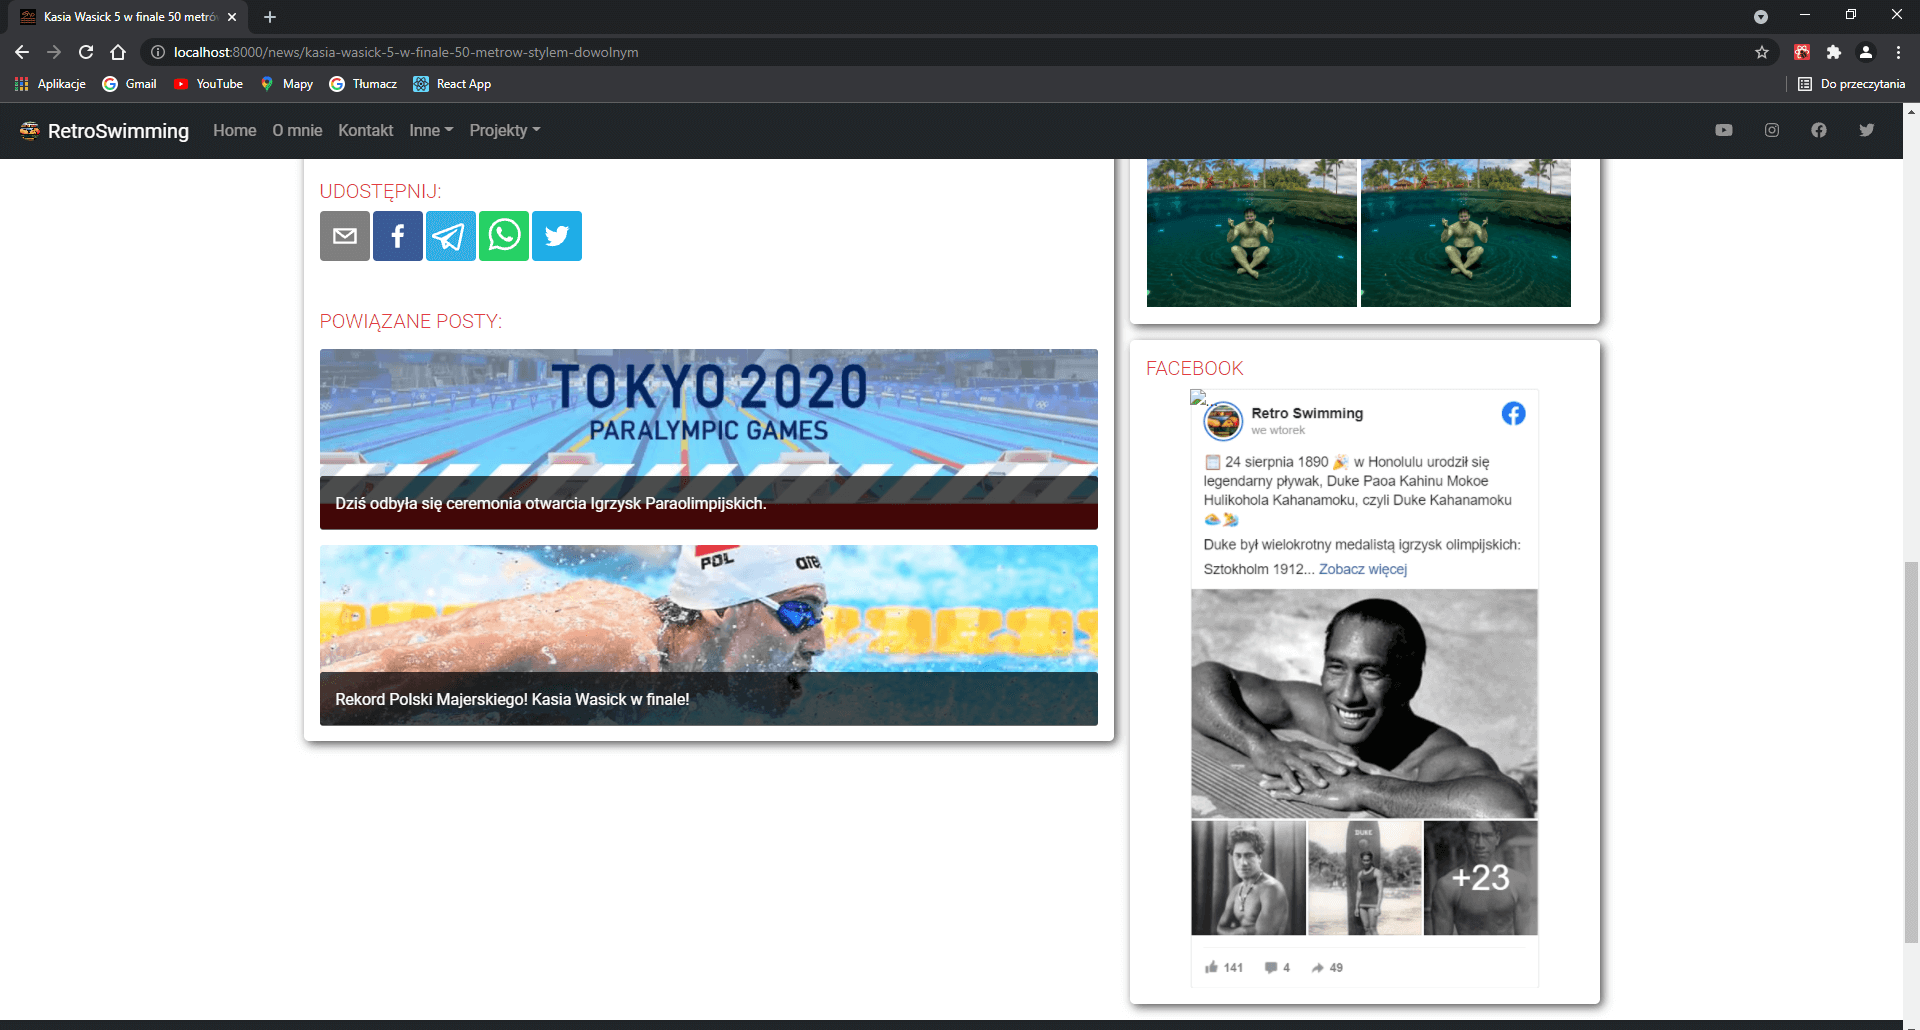 Kasia Wasick 5 w finale 50 metró
localhost:8000/news/kasia-wasick-5-w-finale-50-metrow-stylem-dowolnym
Aplikacje Gmail YouTube Mapy Tłumacz React App Do przeczytania
RetroSwimming Home O mnie Kontakt Inne Projekty
UDOSTĘPNIJ:
POWIĄZANE POSTY:
TOKYO 2020
PARALYMPIC GAMES
Dziś odbyła się ceremonia otwarcia Igrzysk Paraolimpijskich.
POL
are
Rekord Polski Majerskiego! Kasia Wasick w finale!
FACEBOOK
Retro Swimming
we wtorek
24 sierpnia 1890 w Honolulu urodził się
legendarny pływak, Duke Paoa Kahinu Mokoe
Hulikohola Kahanamoku, czyli Duke Kahanamoku
Duke był wielokrotny medalistą igrzysk olimpijskich:
Sztokholm 1912... Zobacz więcej
DUKE
+23
141 4 49